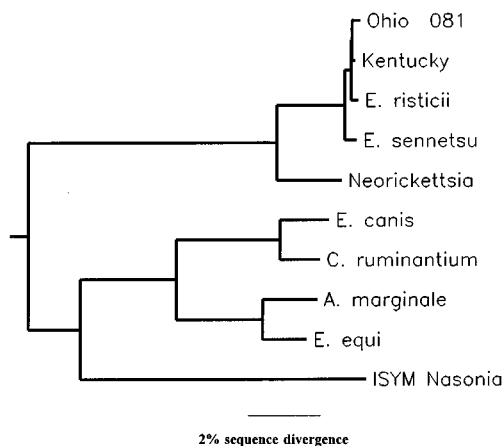 Ohio 081
Kentucky
E. risticii
E. sennetsu
Neorickettsia
E. canis
C. ruminantium
A. marginale
E. equi
ISYM Nasonia
2% sequence divergence